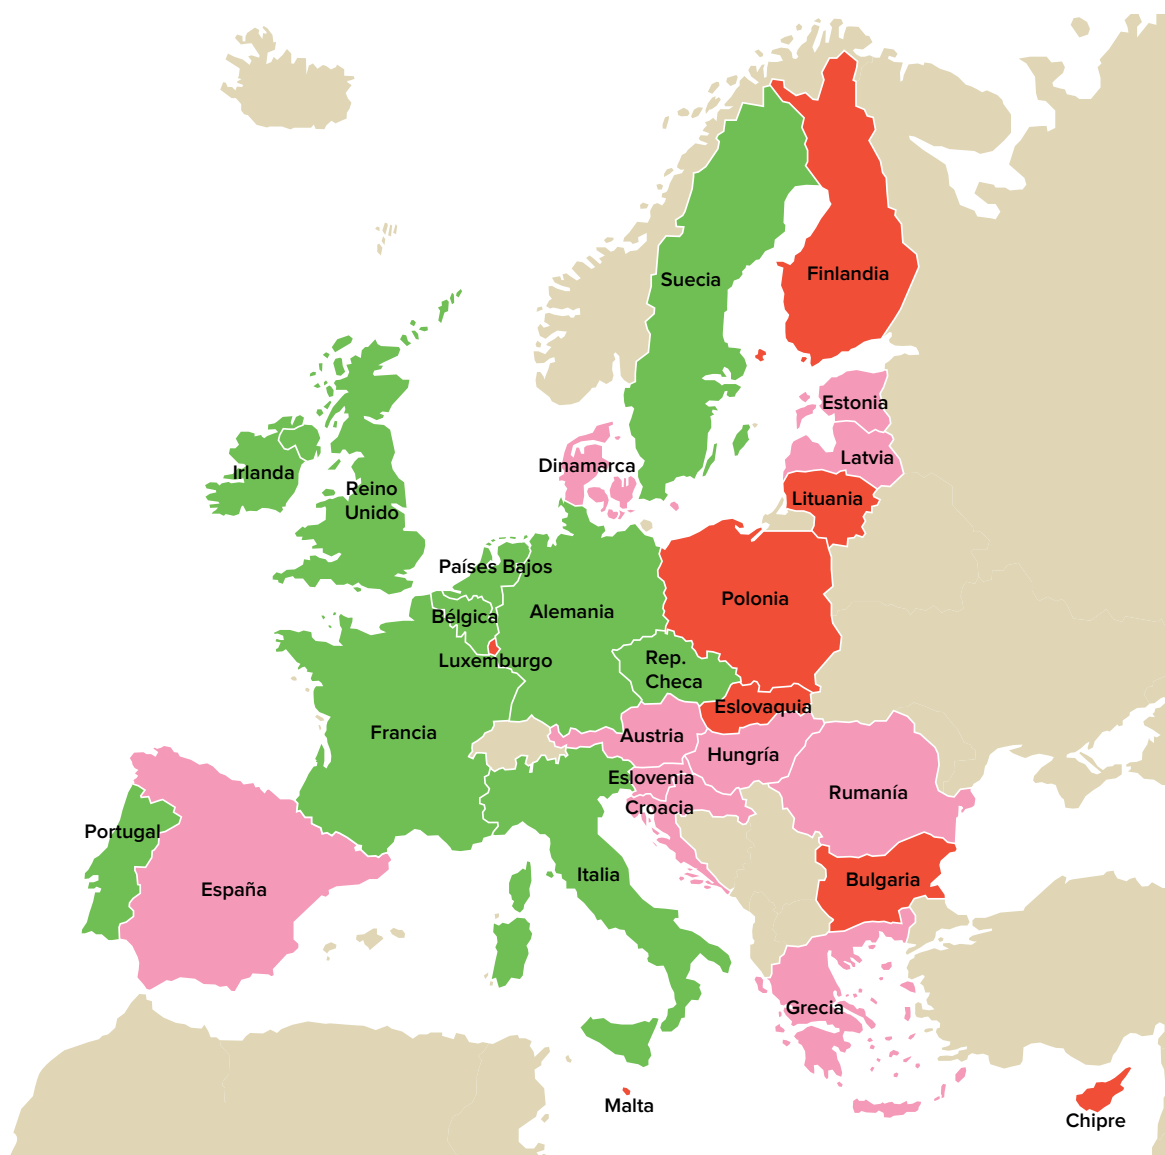 Finlandia
Suecia
Estonia
Latvia
Dinamarca
Irlanda
Reino
Unido
Lituania
Países Bajos
Polonia
Alemania
Bélgica
Rep.
Checa
Luxemburgo
Eslovaquia
Francia
Austria
Hungría
Eslovenia
Rumanía
Croacia
Portugal
Italia
Bulgaria
España
Grecia
Malta
Chipre